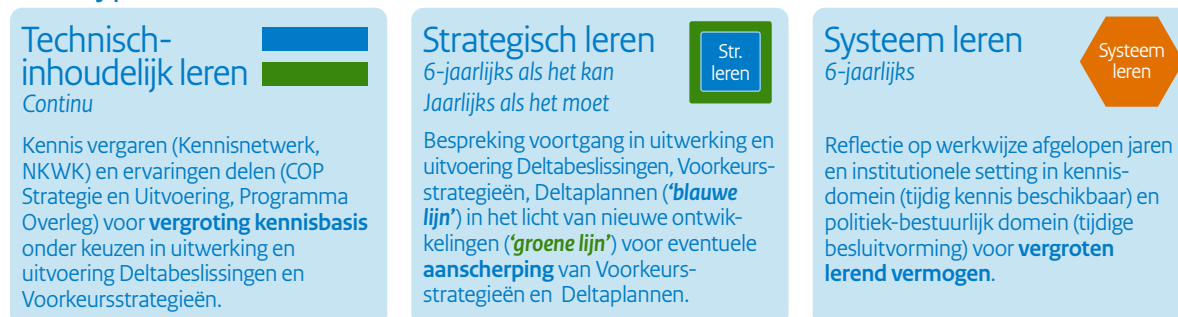 Technisch-
inhoudelijk leren
Continu
Kennis vergaren (Kennisnetwerk,
NKWK) en ervaringen delen (COP
Strategie en Uitvoering, Programma
Overleg) voor vergroting kennisbasis
onder keuzen in uitwerking en
uitvoering Deltabeslissingen en
Voorkeursstrategieën.
Strategisch leren
6-jaarlijks als het kan
Jaarlijks als het moet
Str.
leren
Bespreking voortgang in uitwerking en
uitvoering Deltabeslissingen, Voorkeurs-
strategieën, Deltaplannen (‘blauwe
lijn’) in het licht van nieuwe ontwik-
kelingen (‘groene lijn’) voor eventuele
aanscherping van Voorkeurs-
strategieën en Deltaplannen.
Systeem leren
6-jaarlijks
Systeem
leren
Reflectie op werkwijze afgelopen jaren
en institutionele setting in kennis-
domein (tijdig kennis beschikbaar) en
politiek-bestuurlijk domein (tijdige
besluitvorming) voor vergroten
lerend vermogen.